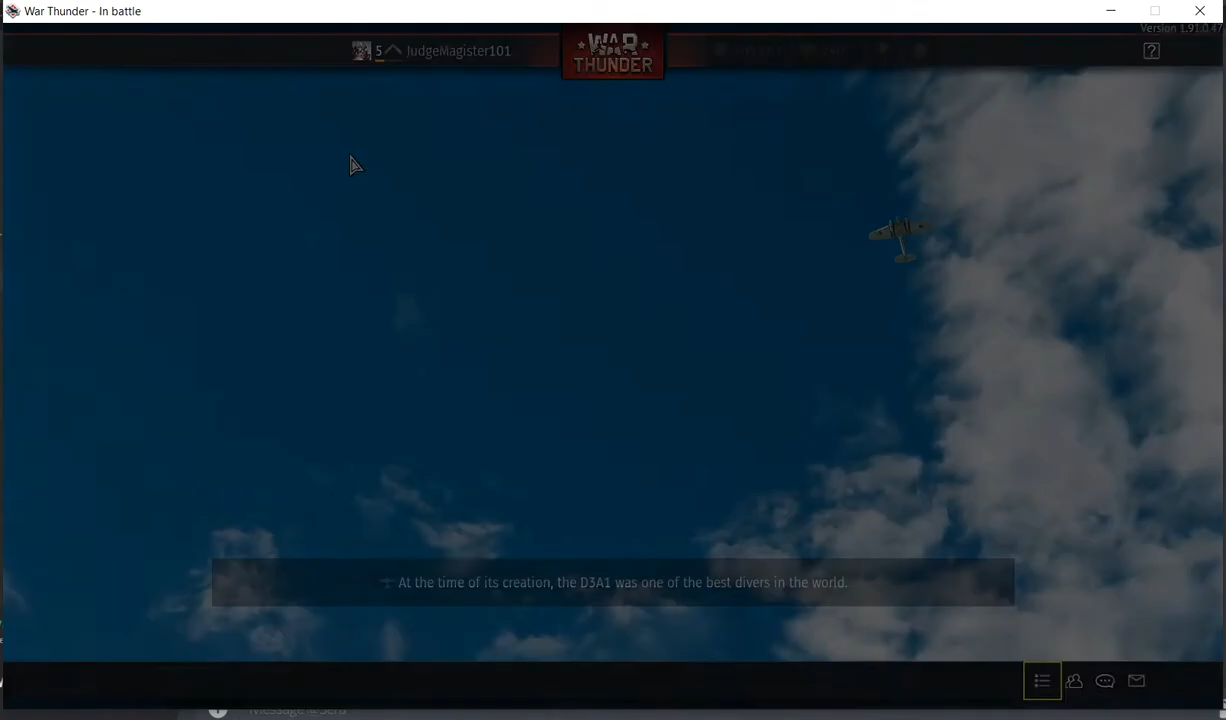 War Thunder - In battle
Version 1.91.0.47
5 JudgeMagister101
WAR
THUNDER
?
At the time of its creation, the D3A1 was one of the best divers in the world.
Message